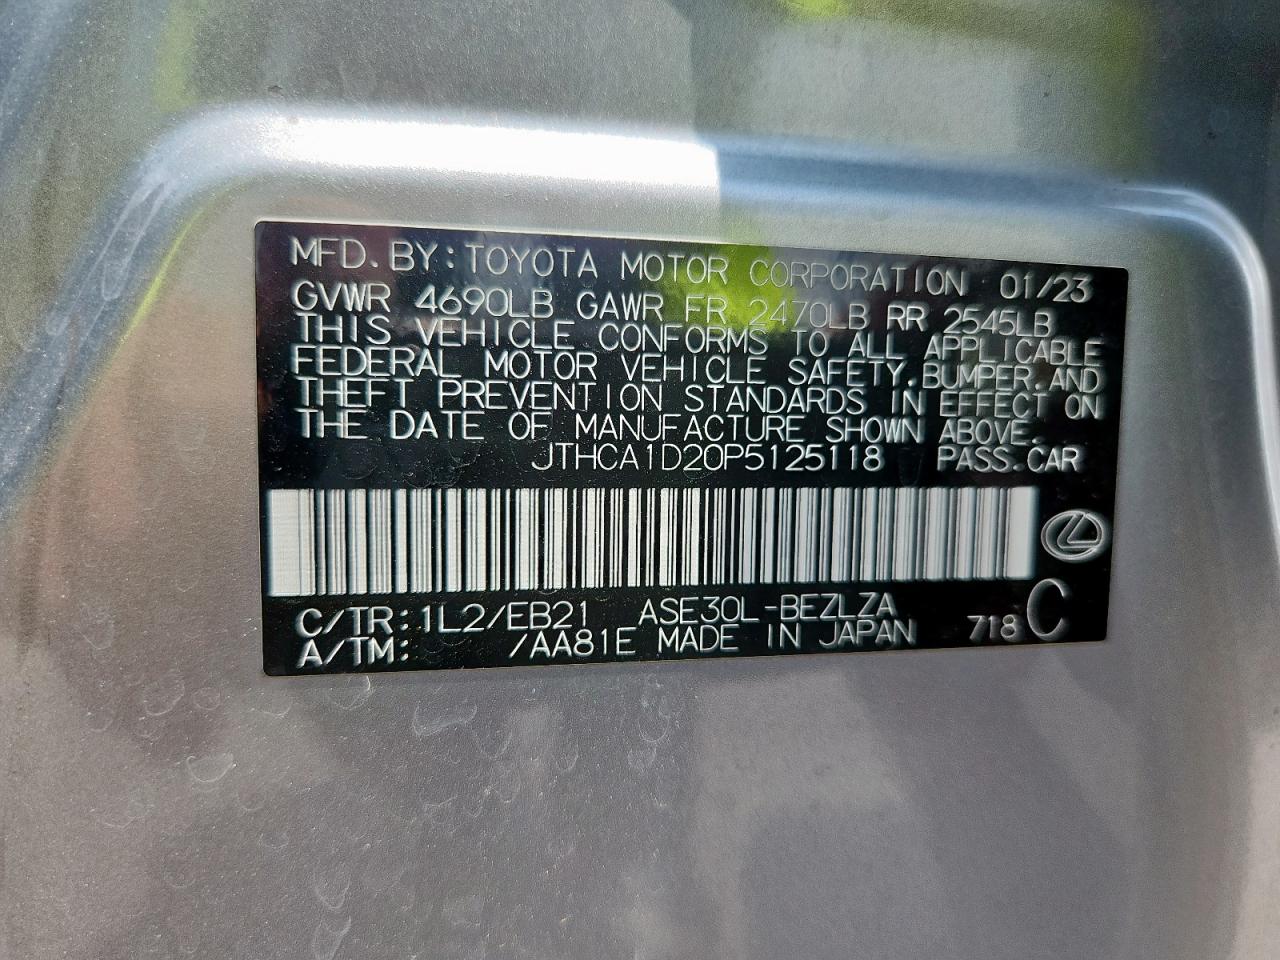 MFD. BY: TOYOTA MOTOR CORPORATION 01/23
GVWR 4690LB GAWR FR 2470LB RR 2545LB
THIS VEHICLE CONFORMS TO ALL APPLICABLE
FEDERAL MOTOR VEHICLE SAFETY, BUMPER, AND
THEFT PREVENTION STANDARDS IN EFFECT ON
THE DATE OF MANUFACTURE SHOWN ABOVE.
JTHCA1D20P5125118 PASS. CAR
C/TR: 1L2/EB21 ASE30L-BEZLZA
A/TM: /AA81E MADE IN JAPAN 718 C